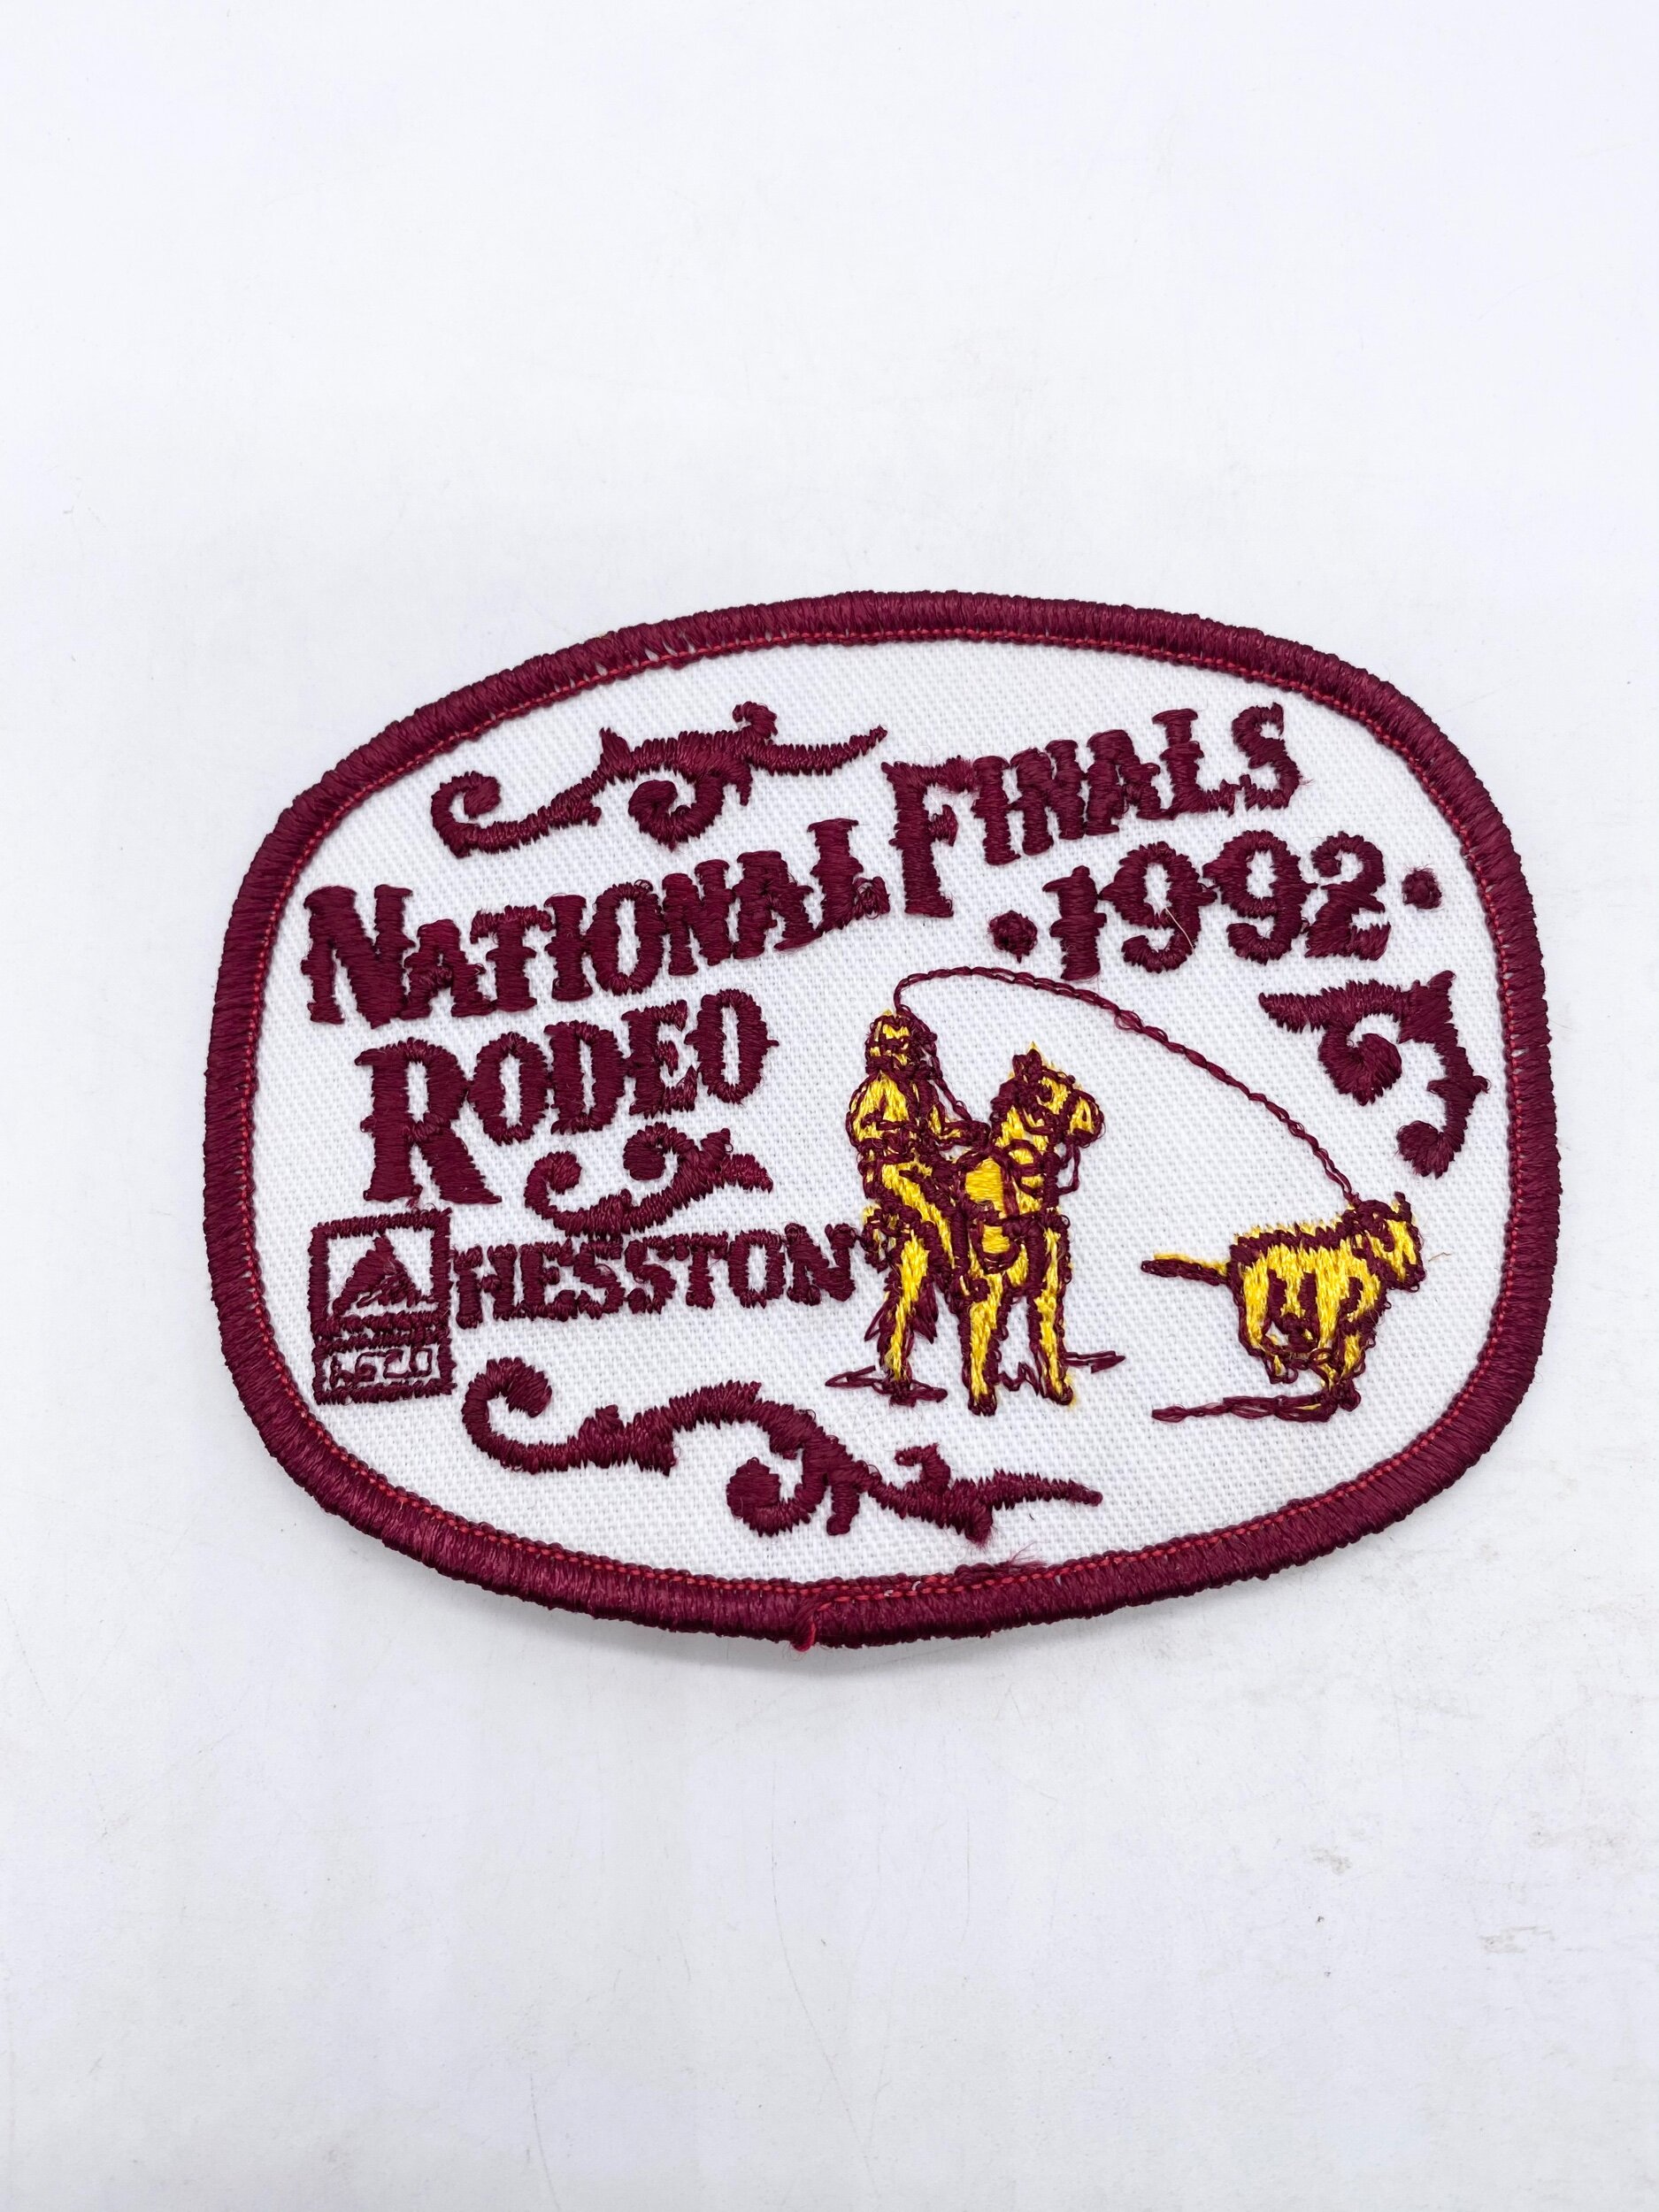 NATIONAL FINALS
RODEO
•1992•
HESSTON